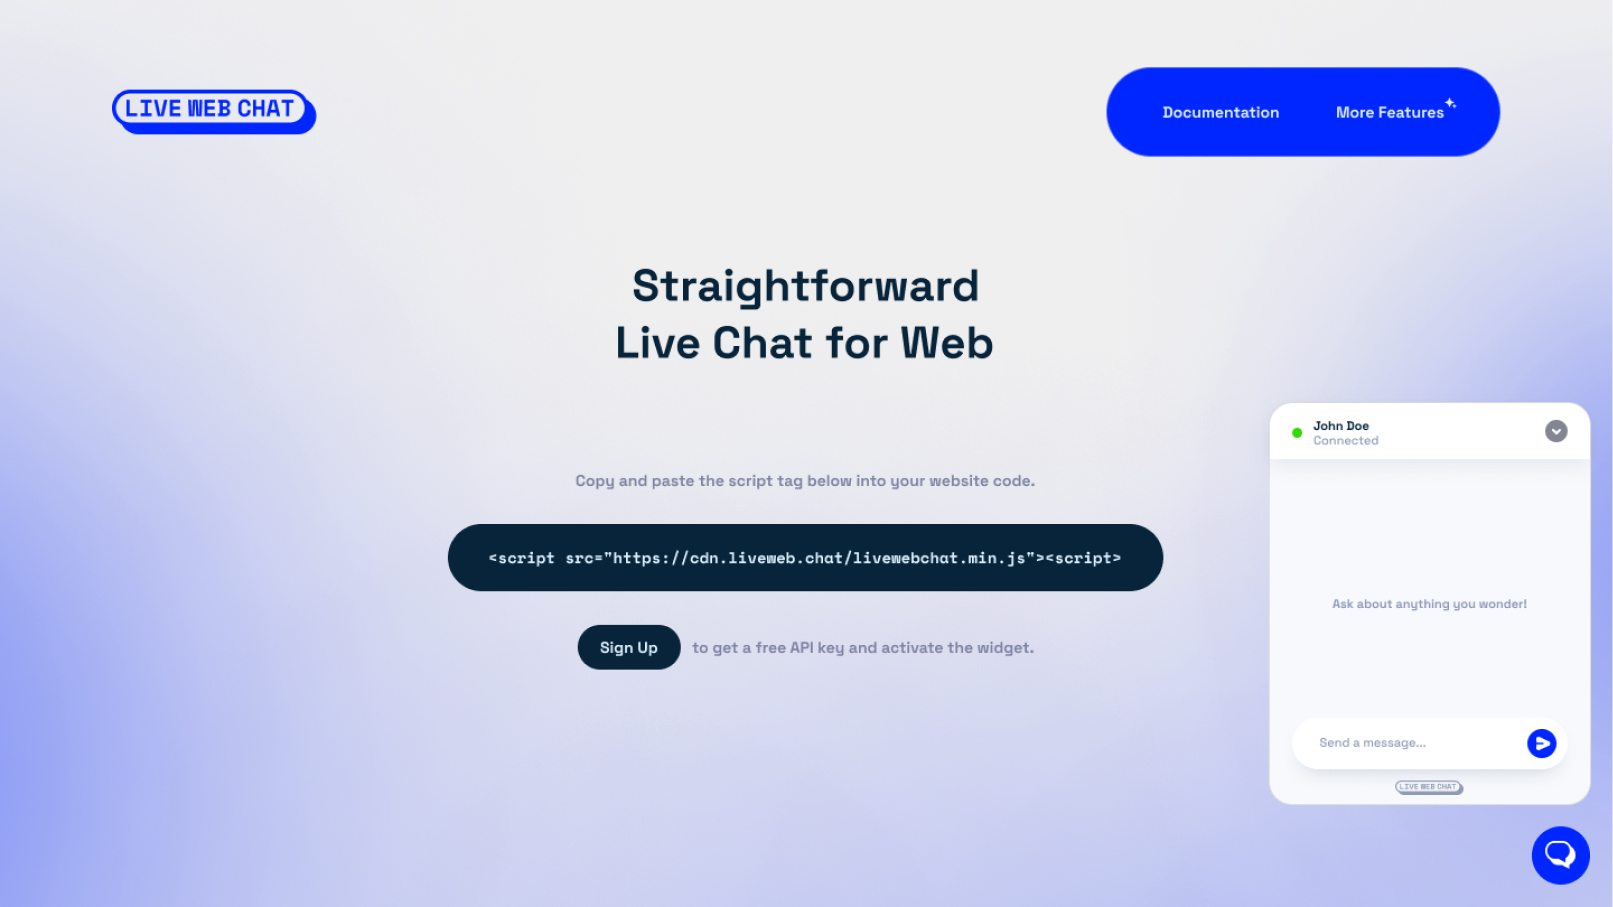 LIVE WEB CHAT
Documentation
More Features
Straightforward
Live Chat for Web
Copy and paste the script tag below into your website code.
<script src="https://cdn.liveweb.chat/livewebchat.min.js"><script>
Sign Up to get a free API key and activate the widget.
John Doe
Connected
Ask about anything you wonder!
Send a message...
LIVE WEB CHAT